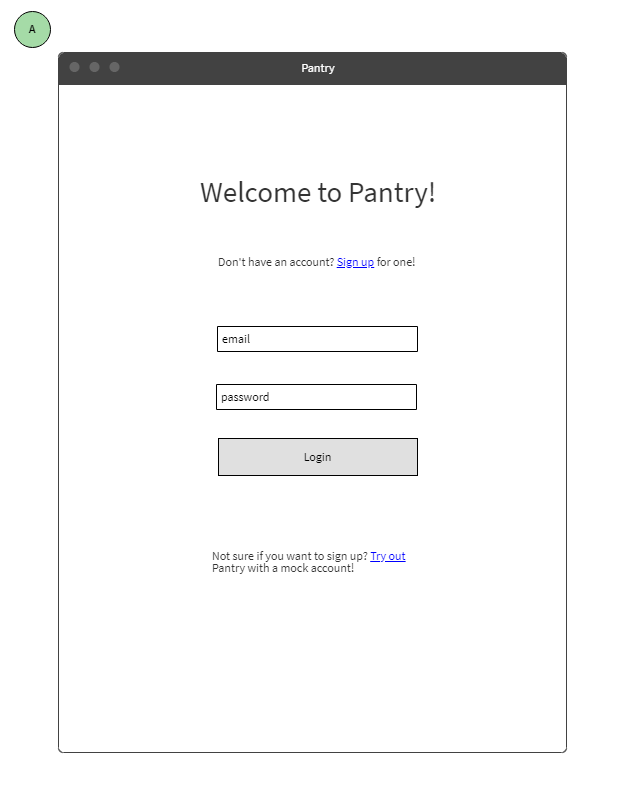 A
Pantry
Welcome to Pantry!
Don't have an account? Sign up for one!
email
password
Login
Not sure if you want to sign up? Try out
Pantry with a mock account!